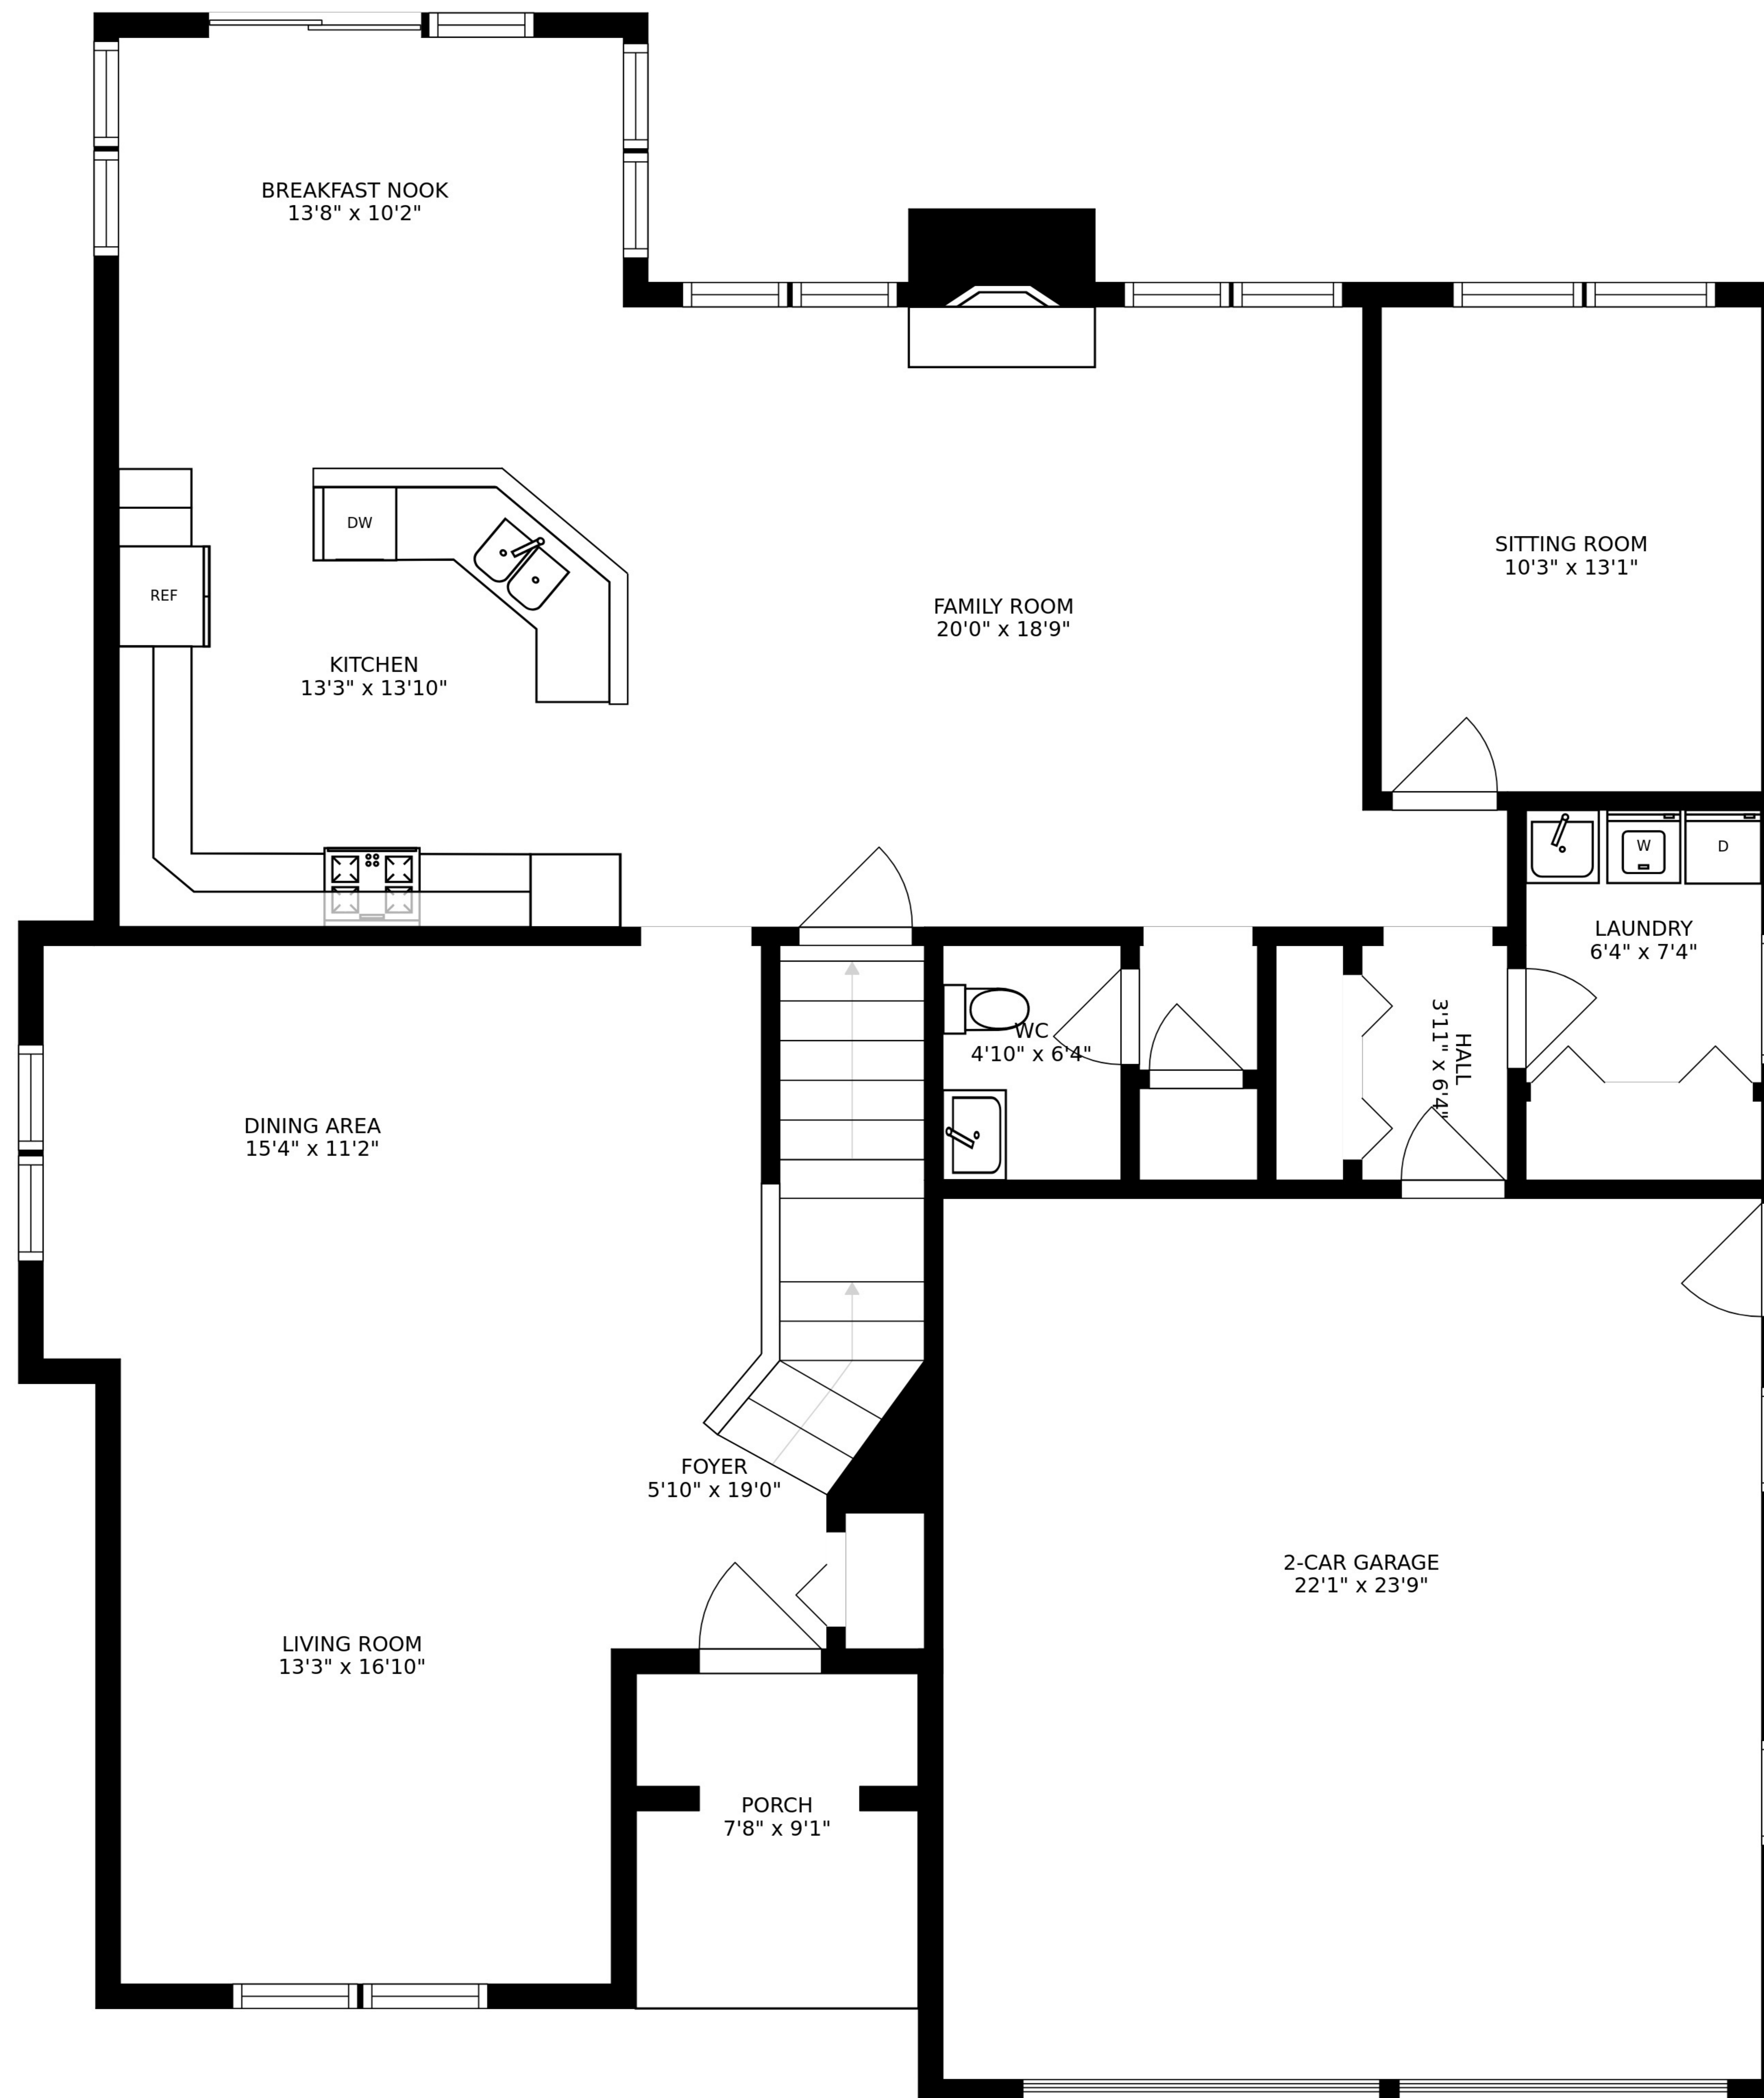 BREAKFAST NOOK
13'8" x 10'2"
DW
REF
KITCHEN
13'3" x 13'10"
FAMILY ROOM
20'0" x 18'9"
SITTING ROOM
10'3" x 13'1"
W
D
LAUNDRY
6'4" x 7'4"
WC
4'10" x 6'4"
HALL
3'11" x 6'4"
DINING AREA
15'4" x 11'2"
FOYER
5'10" x 19'0"
2-CAR GARAGE
22'1" x 23'9"
LIVING ROOM
13'3" x 16'10"
PORCH
7'8" x 9'1"